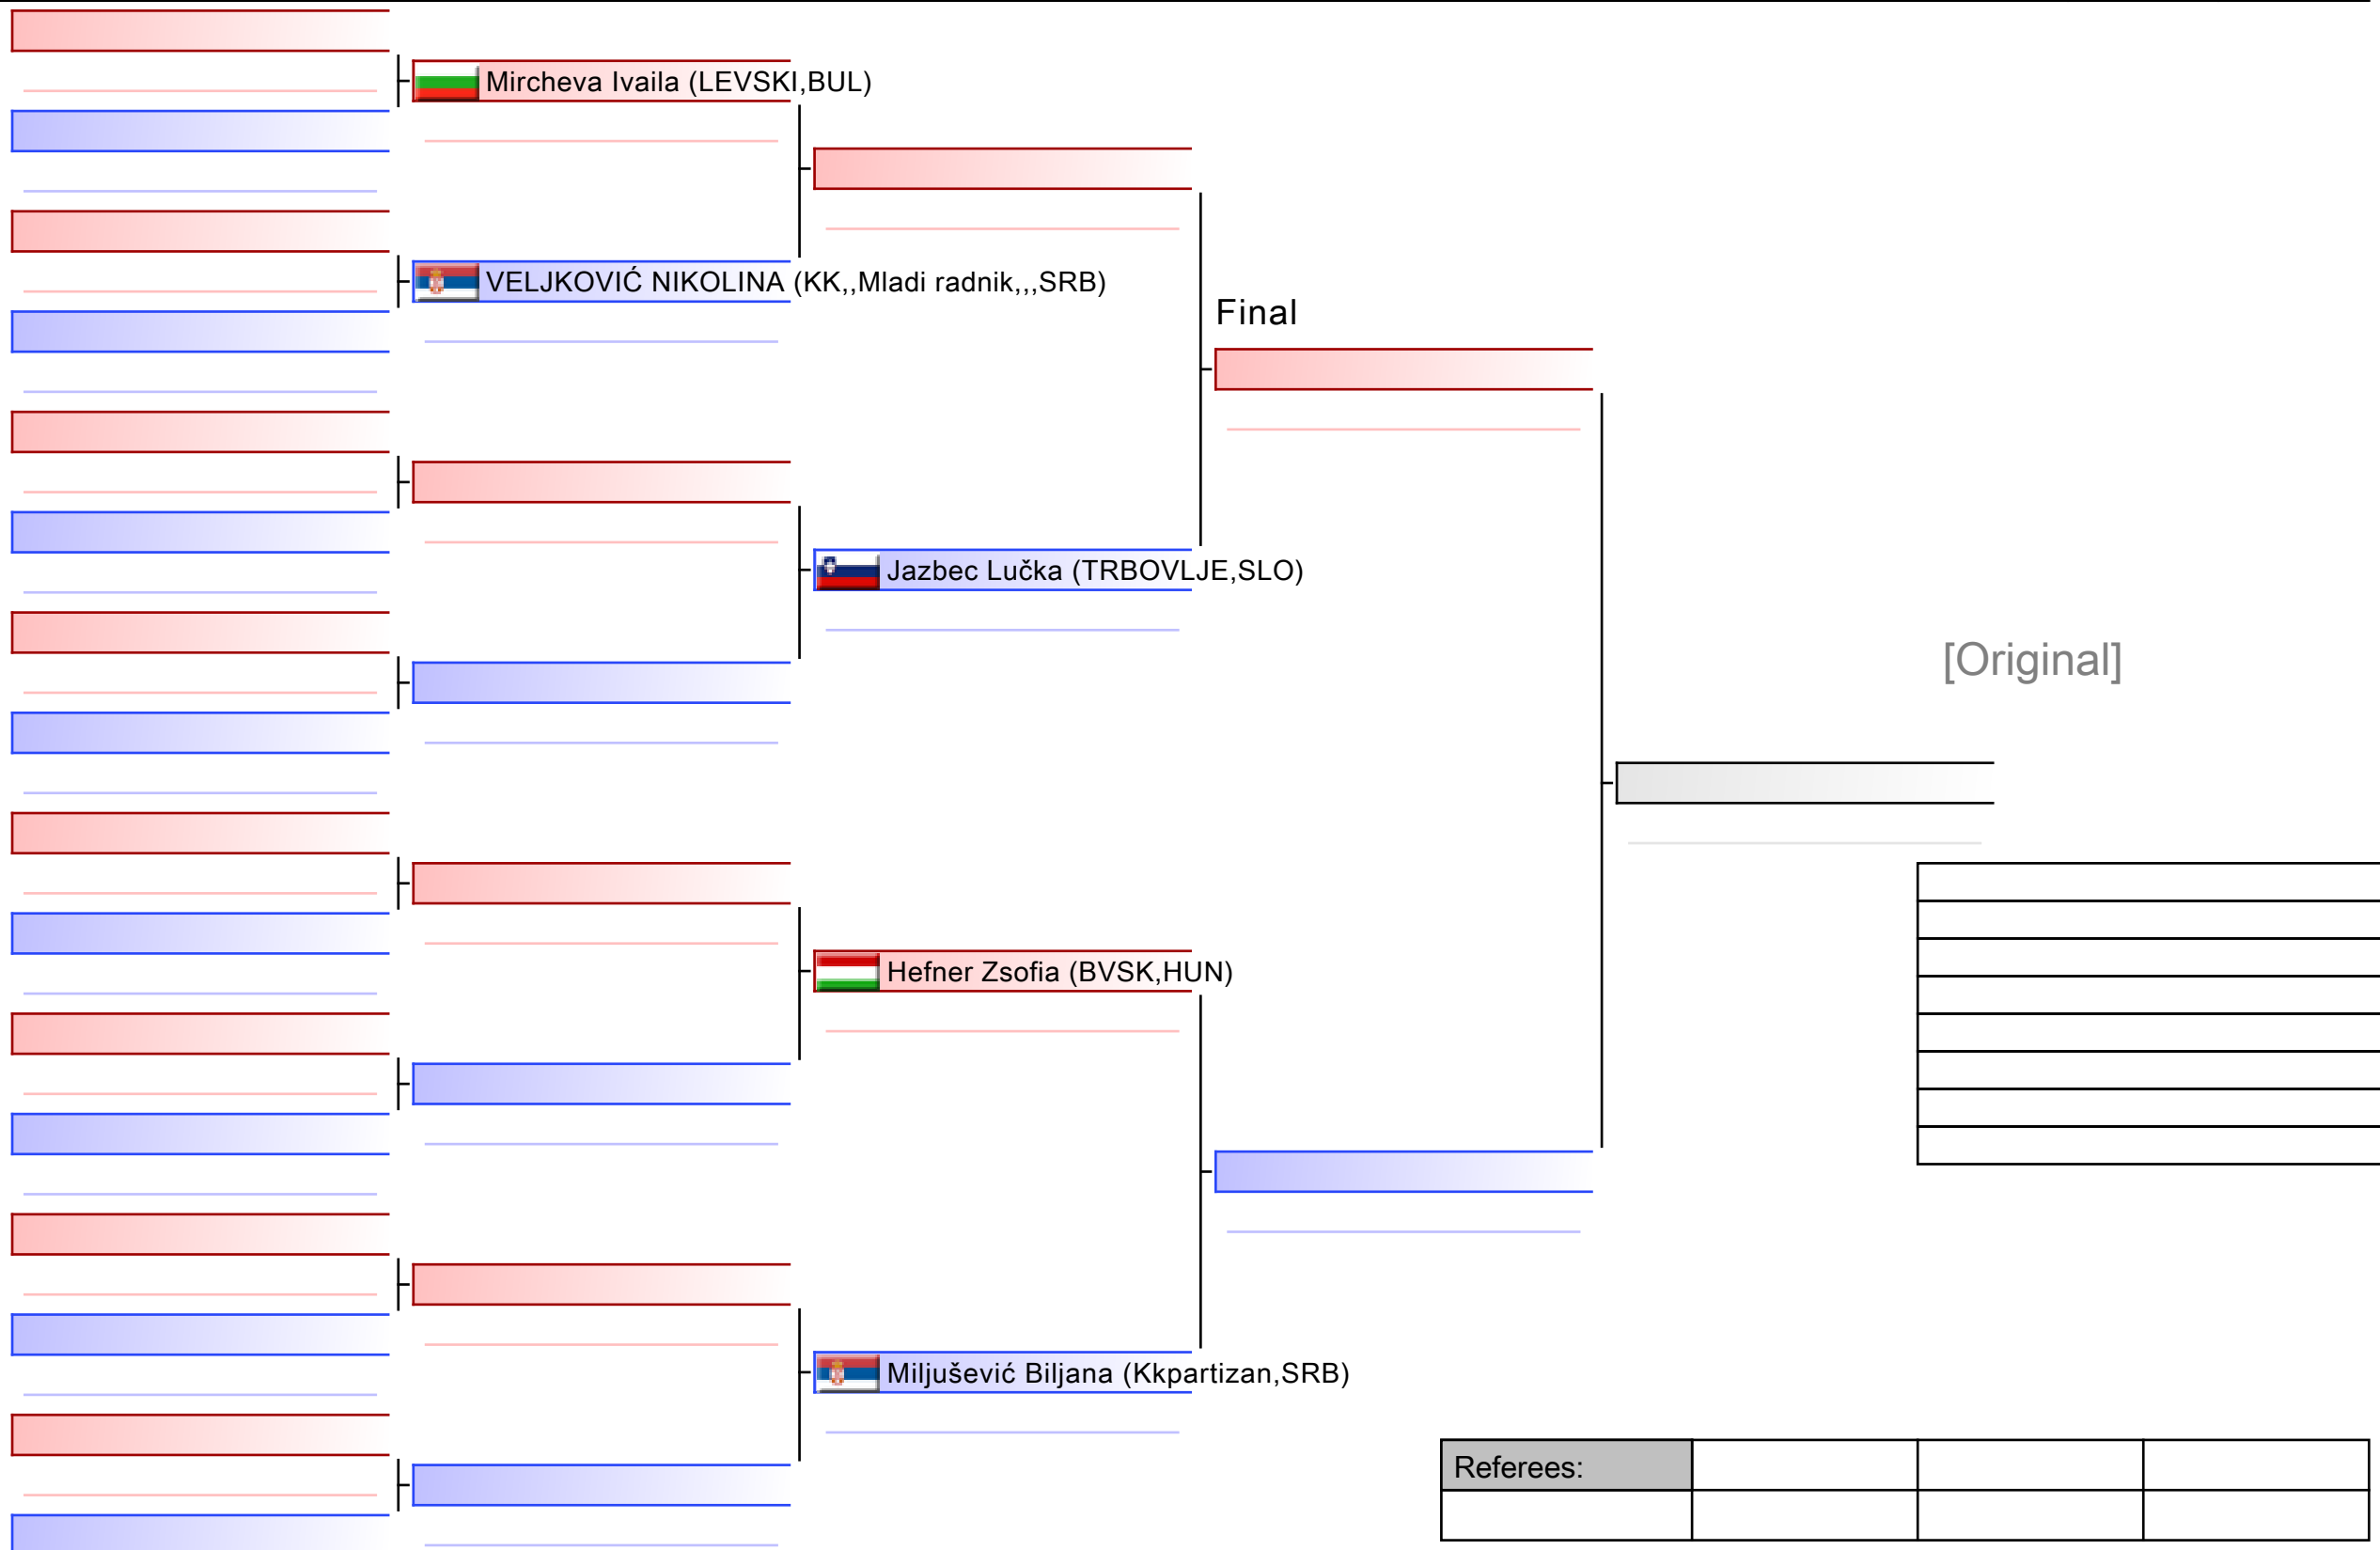 Mircheva Ivaila (LEVSKI,BUL)
VELJKOVIĆ NIKOLINA (KK,,Mladi radnik,,,SRB)
Final
Jazbec Lučka (TRBOVLJE,SLO)
[Original]
Hefner Zsofia (BVSK,HUN)
Miljušević Biljana (Kkpartizan,SRB)
Referees: